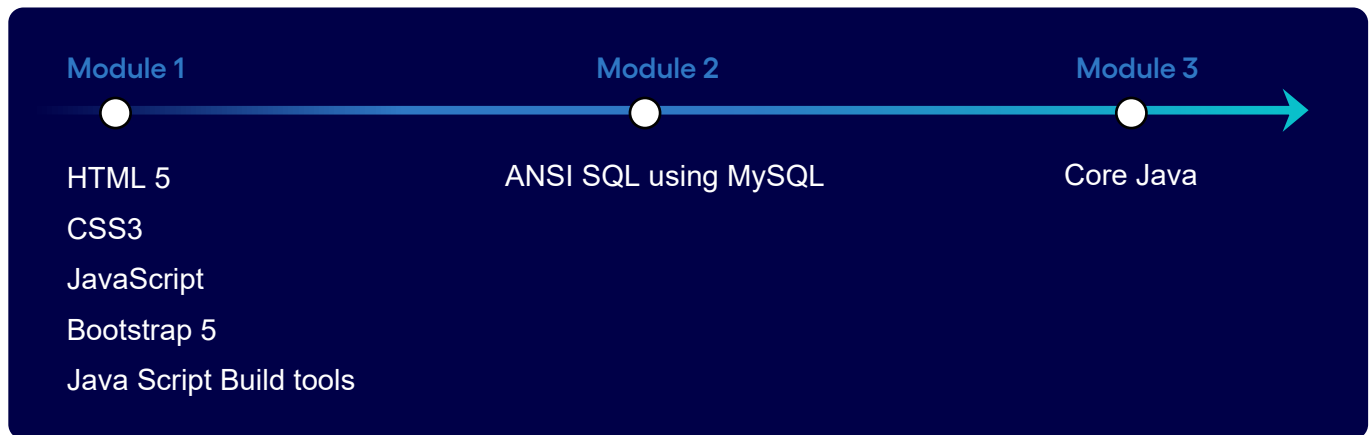 Module 1
Module 2
Module 3
HTML 5
ANSI SQL using MySQL
Core Java
CSS3
JavaScript
Bootstrap 5
Java Script Build tools